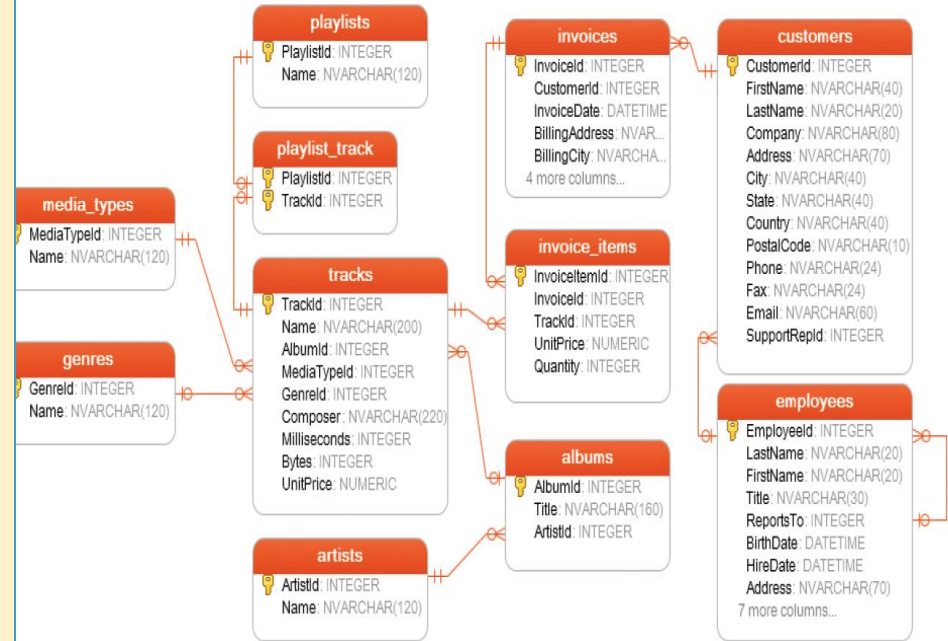 playlists
PlaylistId: INTEGER
Name: NVARCHAR(120)
playlist_track
PlaylistId: INTEGER
TrackId: INTEGER
media_types
MediaTypeId: INTEGER
Name: NVARCHAR(120)
genres
GenreId: INTEGER
Name: NVARCHAR(120)
tracks
TrackId: INTEGER
Name: NVARCHAR(200)
AlbumId: INTEGER
MediaTypeId: INTEGER
GenreId: INTEGER
Composer: NVARCHAR(220)
Milliseconds: INTEGER
Bytes: INTEGER
UnitPrice: NUMERIC
artists
ArtistId: INTEGER
Name: NVARCHAR(120)
invoices
InvoiceId: INTEGER
CustomerId: INTEGER
InvoiceDate: DATETIME
BillingAddress: NVAR...
BillingCity: NVARCHA...
4 more columns...
invoice_items
InvoiceItemId: INTEGER
InvoiceId: INTEGER
TrackId: INTEGER
UnitPrice: NUMERIC
Quantity: INTEGER
albums
AlbumId: INTEGER
Title: NVARCHAR(160)
ArtistId: INTEGER
customers
CustomerId: INTEGER
FirstName: NVARCHAR(40)
LastName: NVARCHAR(20)
Company: NVARCHAR(80)
Address: NVARCHAR(70)
City: NVARCHAR(40)
State: NVARCHAR(40)
Country: NVARCHAR(40)
PostalCode: NVARCHAR(10)
Phone: NVARCHAR(24)
Fax: NVARCHAR(24)
Email: NVARCHAR(60)
SupportRepId: INTEGER
employees
EmployeeId: INTEGER
LastName: NVARCHAR(20)
FirstName: NVARCHAR(20)
Title: NVARCHAR(30)
ReportsTo: INTEGER
BirthDate: DATETIME
HireDate: DATETIME
Address: NVARCHAR(70)
7 more columns...